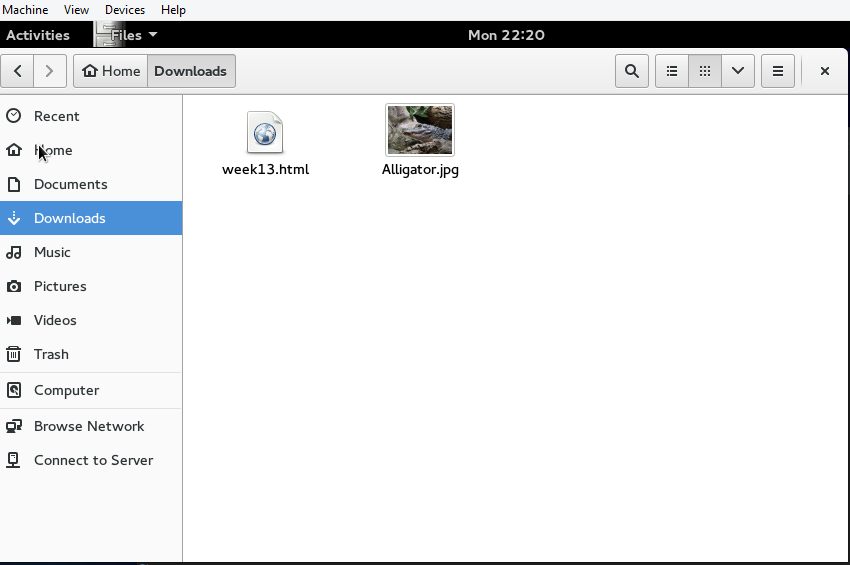 Machine View Devices Help
Activities Files Mon 22:20
Home Downloads
Recent
Home
Documents
Downloads
Music
Pictures
Videos
Trash
Computer
Browse Network
Connect to Server
week13.html Alligator.jpg